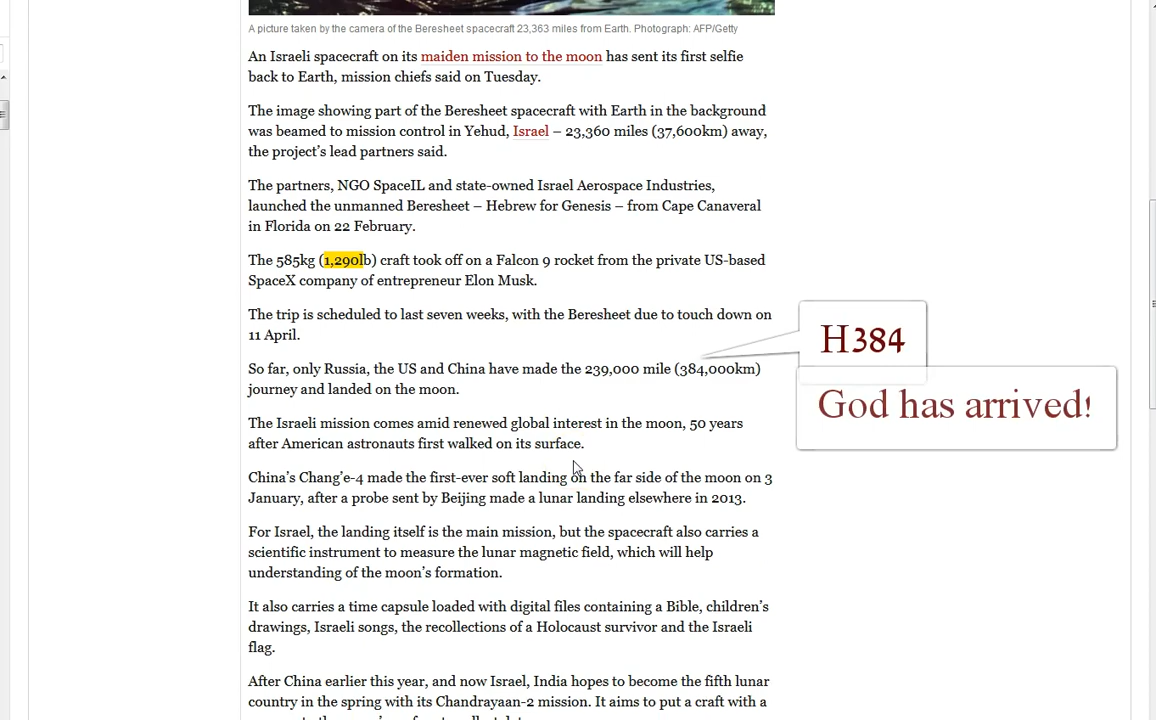 A picture taken by the camera of the Beresheet spacecraft 23,363 miles from Earth. Photograph: AFP/Getty
An Israeli spacecraft on its maiden mission to the moon has sent its first selfie
back to Earth, mission chiefs said on Tuesday.
The image showing part of the Beresheet spacecraft with Earth in the background
was beamed to mission control in Yehud, Israel – 23,360 miles (37,600km) away,
the project’s lead partners said.
The partners, NGO SpaceIL and state-owned Israel Aerospace Industries,
launched the unmanned Beresheet – Hebrew for Genesis – from Cape Canaveral
in Florida on 22 February.
The 585kg (1,290lb) craft took off on a Falcon 9 rocket from the private US-based
SpaceX company of entrepreneur Elon Musk.
The trip is scheduled to last seven weeks, with the Beresheet due to touch down on
11 April.
H384
So far, only Russia, the US and China have made the 239,000 mile (384,000km)
journey and landed on the moon.
God has arrived!
The Israeli mission comes amid renewed global interest in the moon, 50 years
after American astronauts first walked on its surface.
China’s Chang’e-4 made the first-ever soft landing on the far side of the moon on 3
January, after a probe sent by Beijing made a lunar landing elsewhere in 2013.
For Israel, the landing itself is the main mission, but the spacecraft also carries a
scientific instrument to measure the lunar magnetic field, which will help
understanding of the moon’s formation.
It also carries a time capsule loaded with digital files containing a Bible, children’s
drawings, Israeli songs, the recollections of a Holocaust survivor and the Israeli
flag.
After China earlier this year, and now Israel, India hopes to become the fifth lunar
country in the spring with its Chandrayaan-2 mission. It aims to put a craft with a